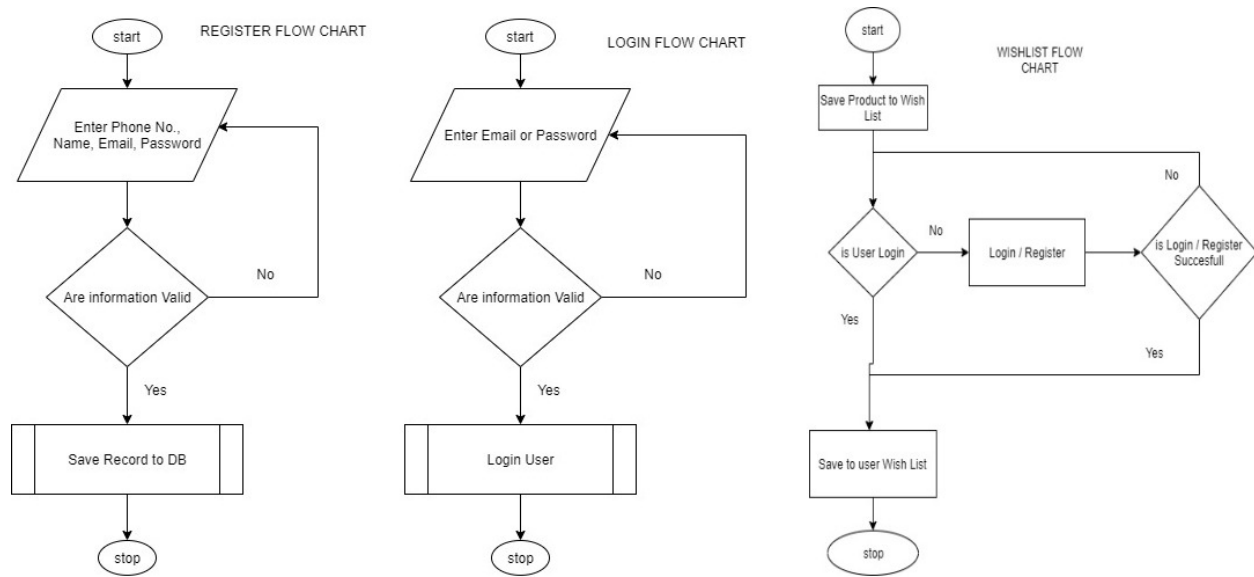 start
REGISTER FLOW CHART
Enter Phone No.,
Name, Email, Password
Are information Valid
No
Yes
Save Record to DB
stop
start
LOGIN FLOW CHART
Enter Email or Password
Are information Valid
No
Yes
Login User
stop
start
WISHLIST FLOW
CHART
Save Product to Wish
List
No
is User Login
No
Login / Register
is Login / Register
Succesfull
Yes
Yes
Save to user Wish List
stop